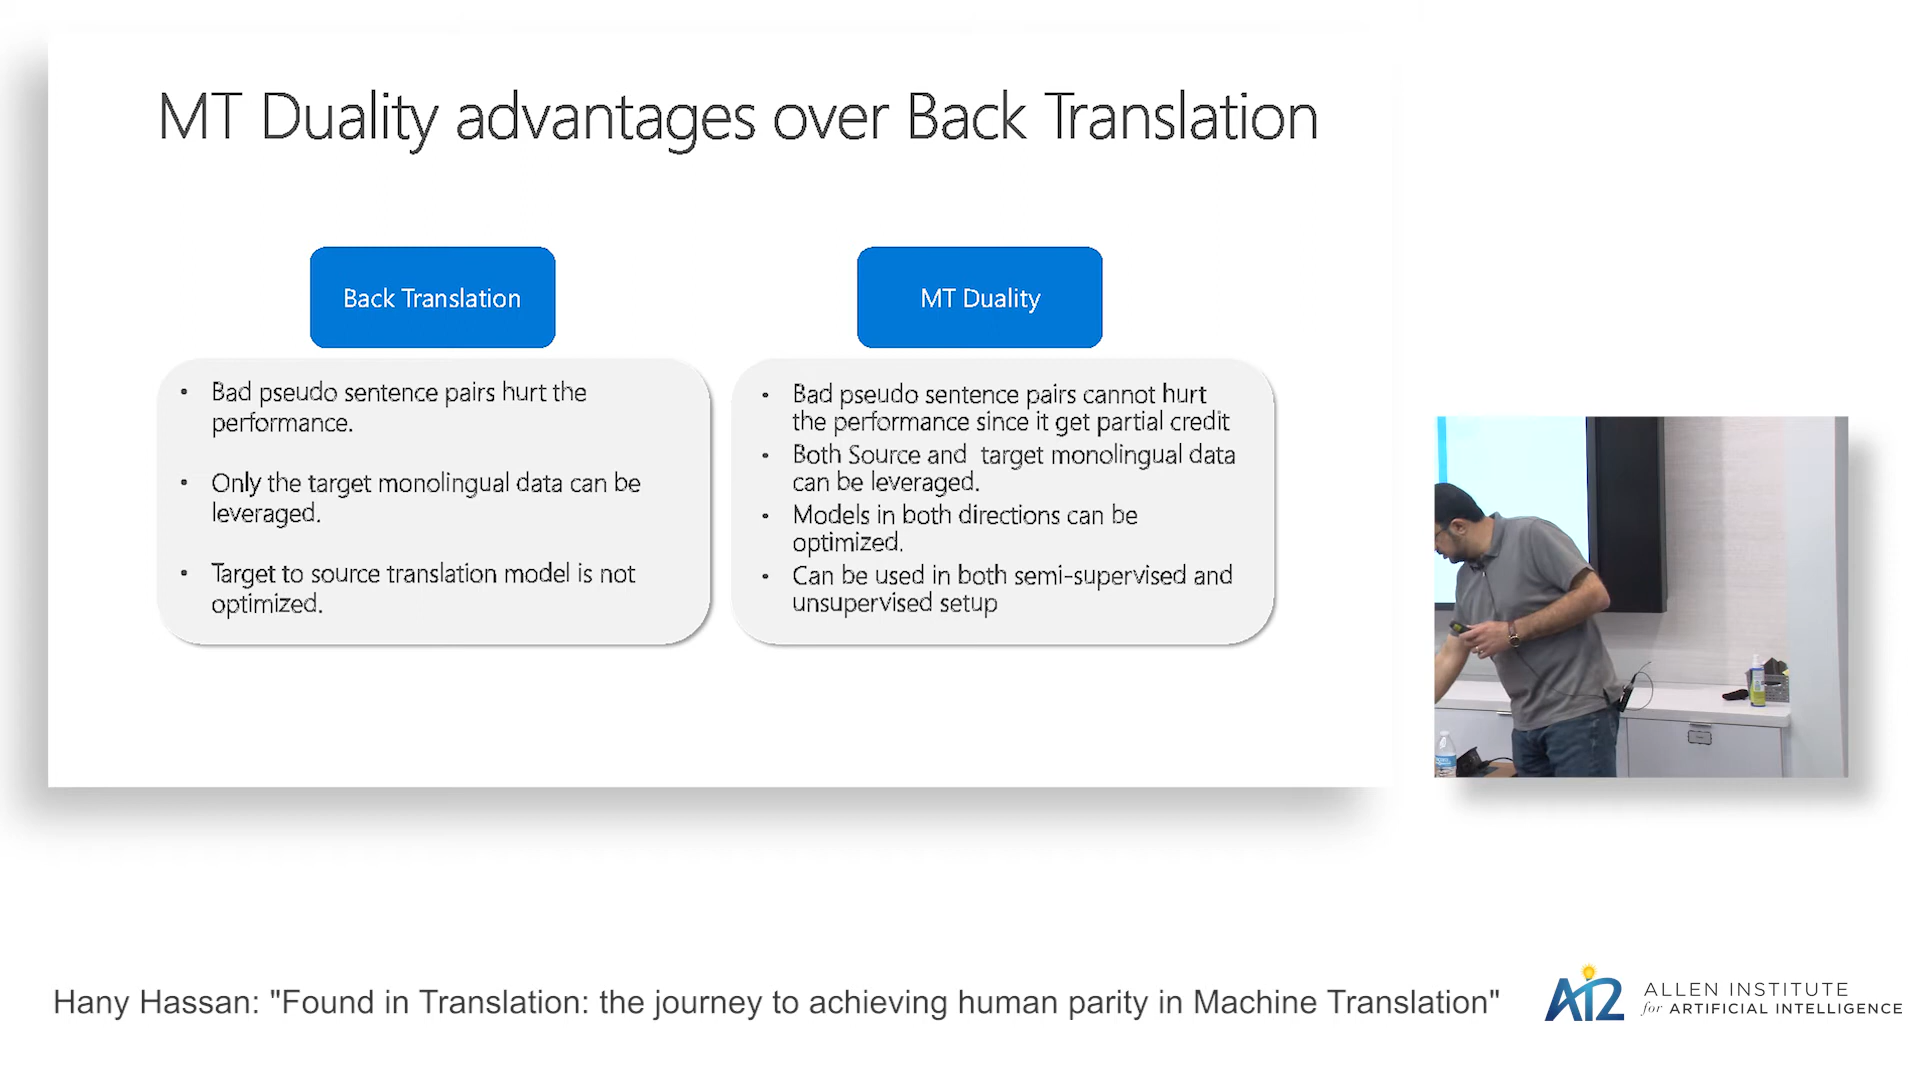 MT Duality advantages over Back Translation
Back Translation
• Bad pseudo sentence pairs hurt the
performance.
• Only the target monolingual data can be
leveraged.
• Target to source translation model is not
optimized.
MT Duality
• Bad pseudo sentence pairs cannot hurt
the performance since it get partial credit
• Both Source and target monolingual data
can be leveraged.
• Models in both directions can be
optimized.
• Can be used in both semi-supervised and
unsupervised setup
Hany Hassan: "Found in Translation: the journey to achieving human parity in Machine Translation"
AI2
ALLEN INSTITUTE
for ARTIFICIAL INTELLIGENCE